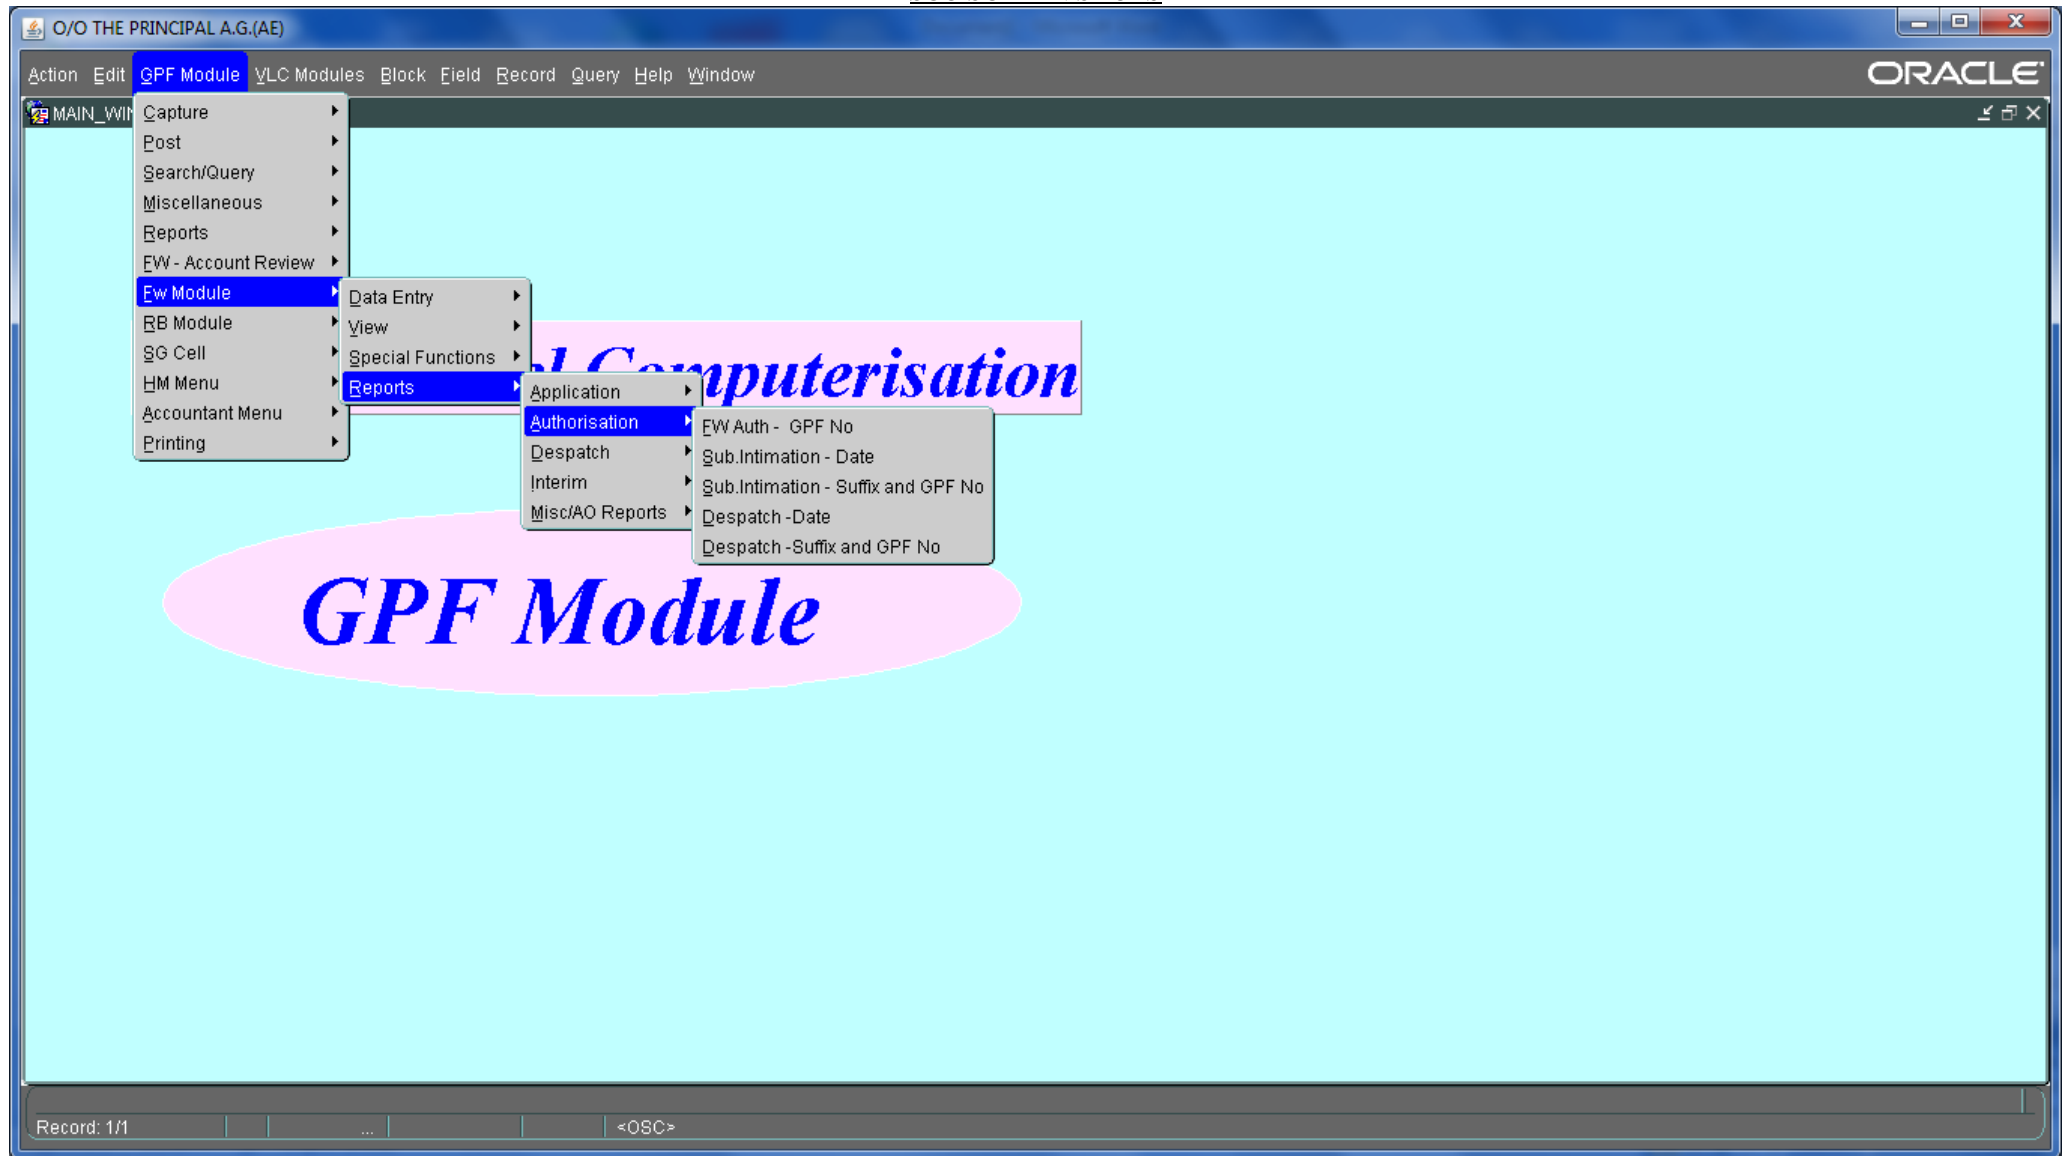 O/O THE PRINCIPAL A.G.(AE)
Action Edit GPF Module VLC Modules Block Field Record Query Help Window
ORACLE
MAIN_WIN
Capture
Post
Search/Query
Miscellaneous
Reports
FW - Account Review
Fw Module
RB Module
SG Cell
HM Menu
Accountant Menu
Printing
Data Entry
View
Special Functions
Reports
Application
Authorisation
Despatch
Interim
Misc/AO Reports
FW Auth - GPF No
Sub.Intimation - Date
Sub.Intimation - Suffix and GPF No
Despatch -Date
Despatch -Suffix and GPF No
Computerisation
GPF Module
Record: 1/1 ... <OSC>